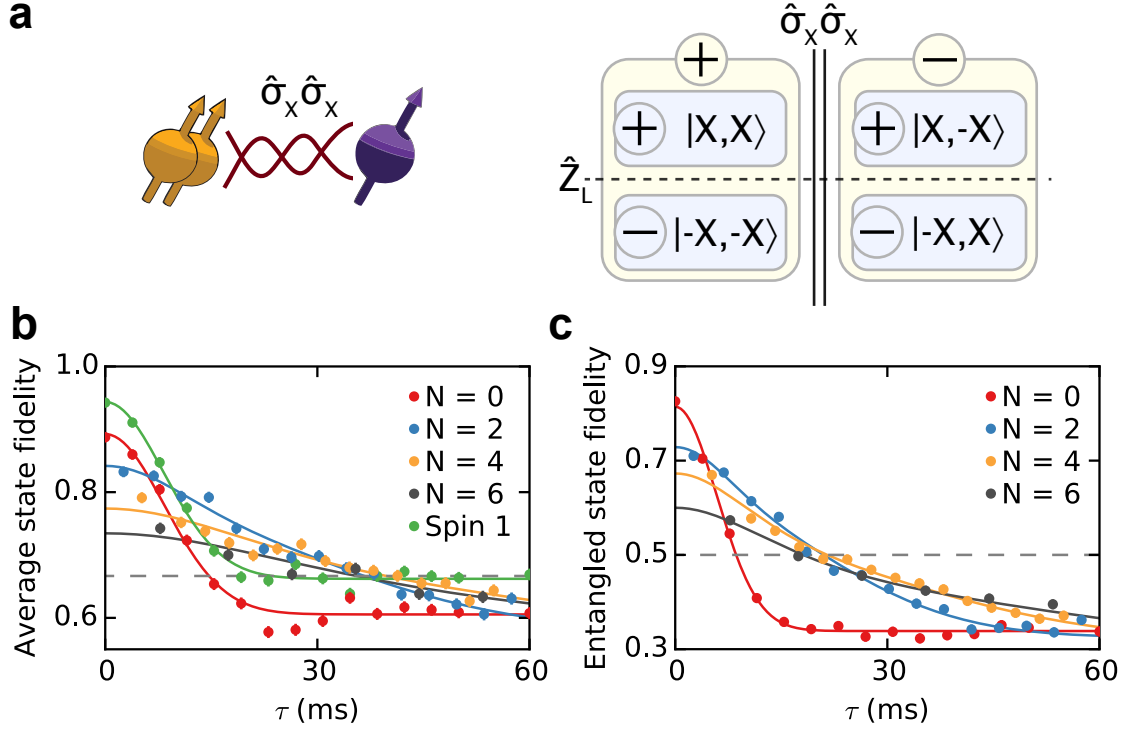 a
σ̂ₓσ̂ₓ
σ̂ₓσ̂ₓ
+ −
+ |X,X⟩ + |X,-X⟩
Ẑ_L
− |-X,-X⟩ − |-X,X⟩
b
Average state fidelity
1.0
0.8
0.6
0 30 60
τ (ms)
N = 0
N = 2
N = 4
N = 6
Spin 1
c
Entangled state fidelity
0.9
0.7
0.5
0.3
0 30 60
τ (ms)
N = 0
N = 2
N = 4
N = 6